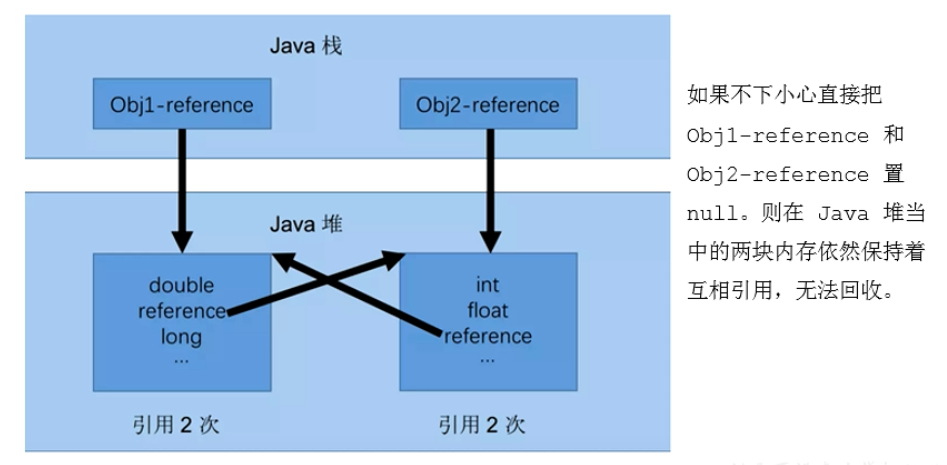 Java 栈
Obj1-reference
Obj2-reference
Java 堆
double
reference
long
...
int
float
reference
...
引用 2 次
引用 2 次
如果不下小心直接把
Obj1-reference 和
Obj2-reference 置
null。则在 Java 堆当
中的两块内存依然保持着
互相引用，无法回收。